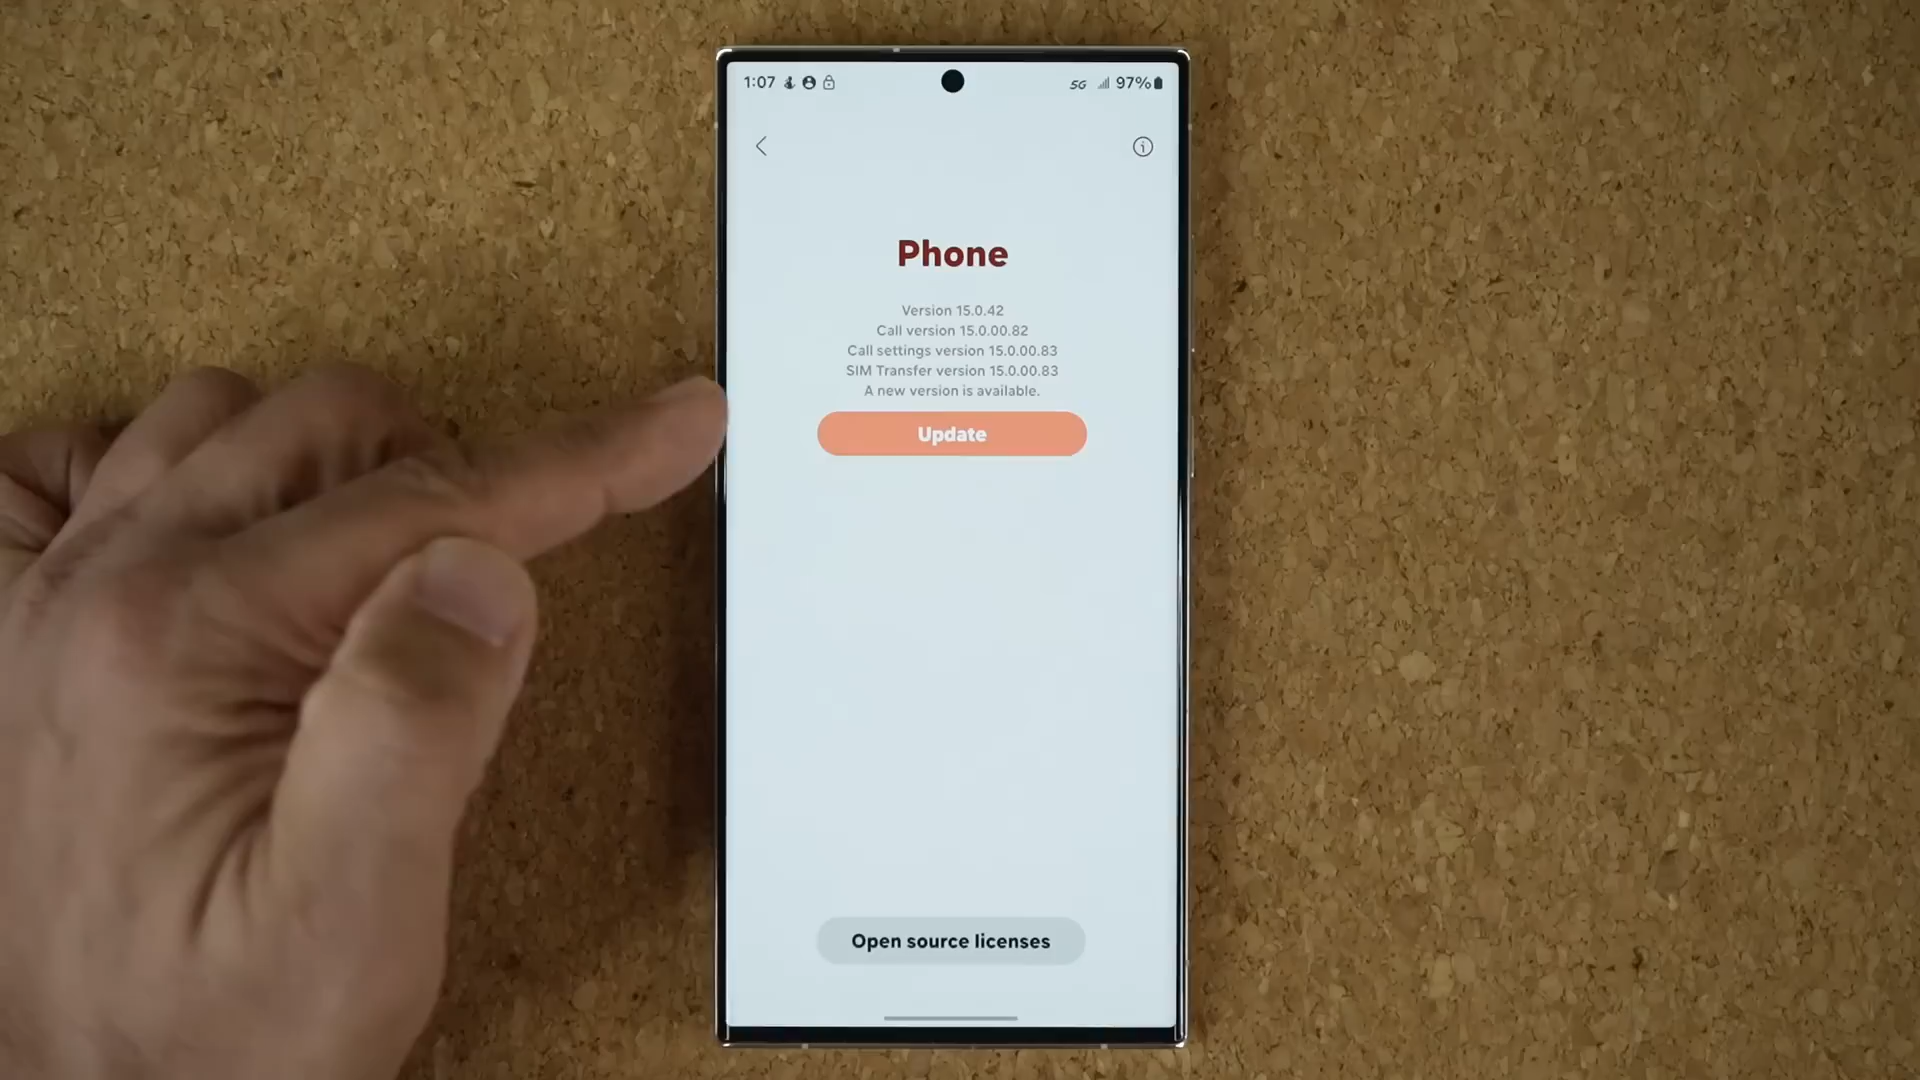 1:07
5G 97%
Phone
Version 15.0.42
Call version 15.0.00.82
Call settings version 15.0.00.83
SIM Transfer version 15.0.00.83
A new version is available.
Update
Open source licenses